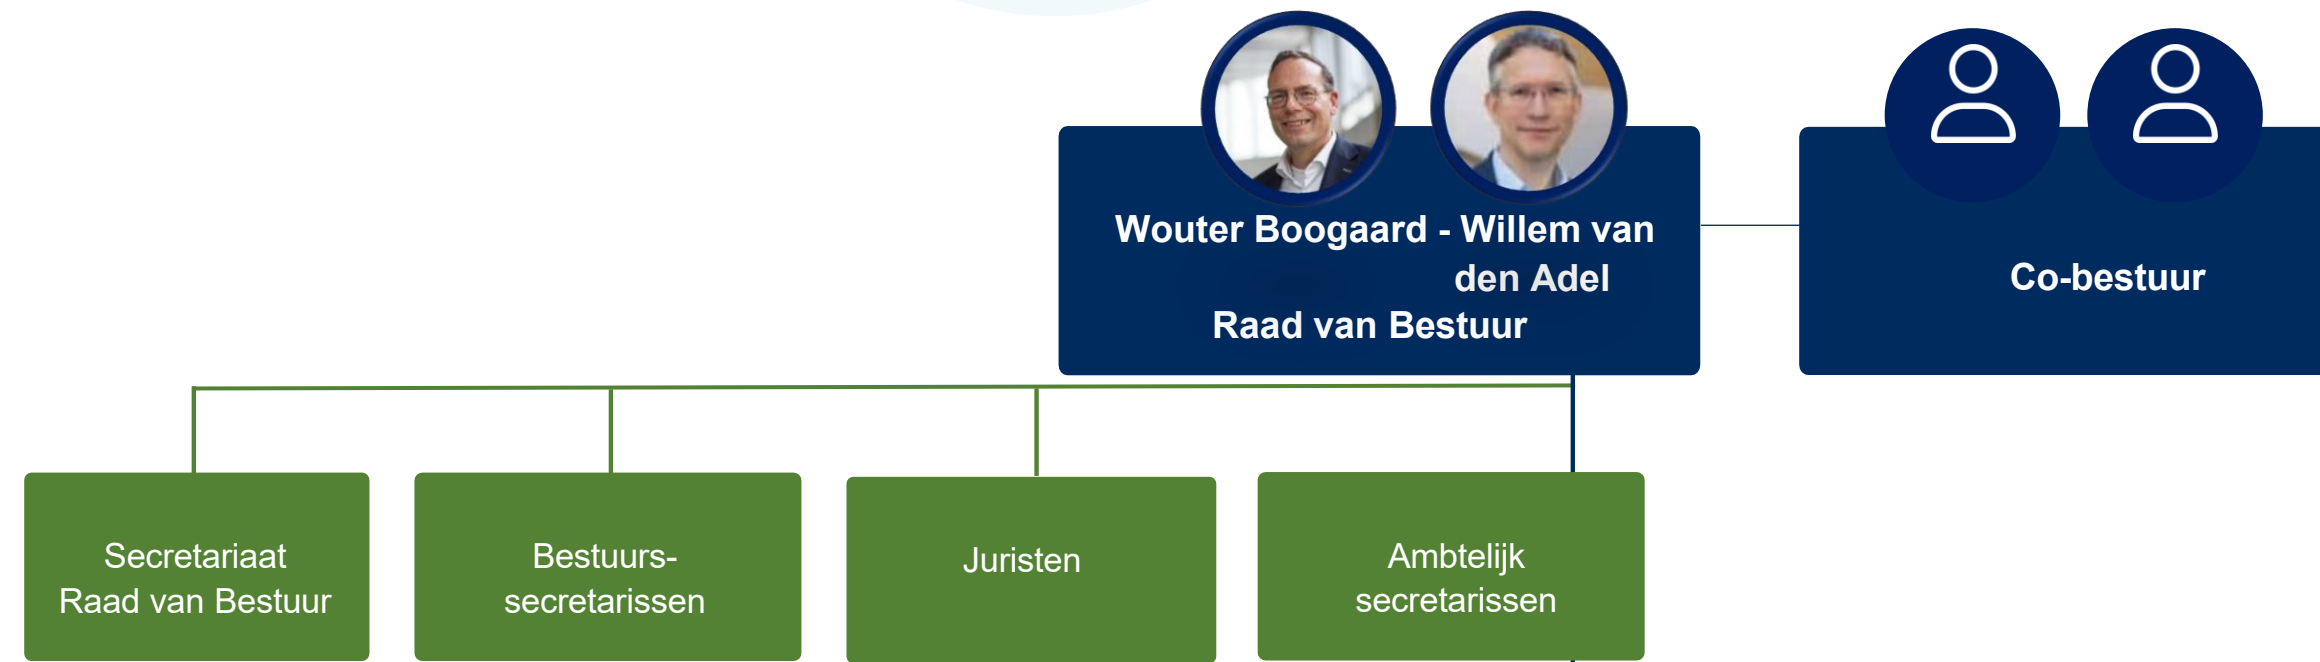 Wouter Boogaard - Willem van
den Adel
Raad van Bestuur
Co-bestuur
Secretariaat
Raad van Bestuur
Bestuurs-
secretarissen
Juristen
Ambtelijk
secretarissen